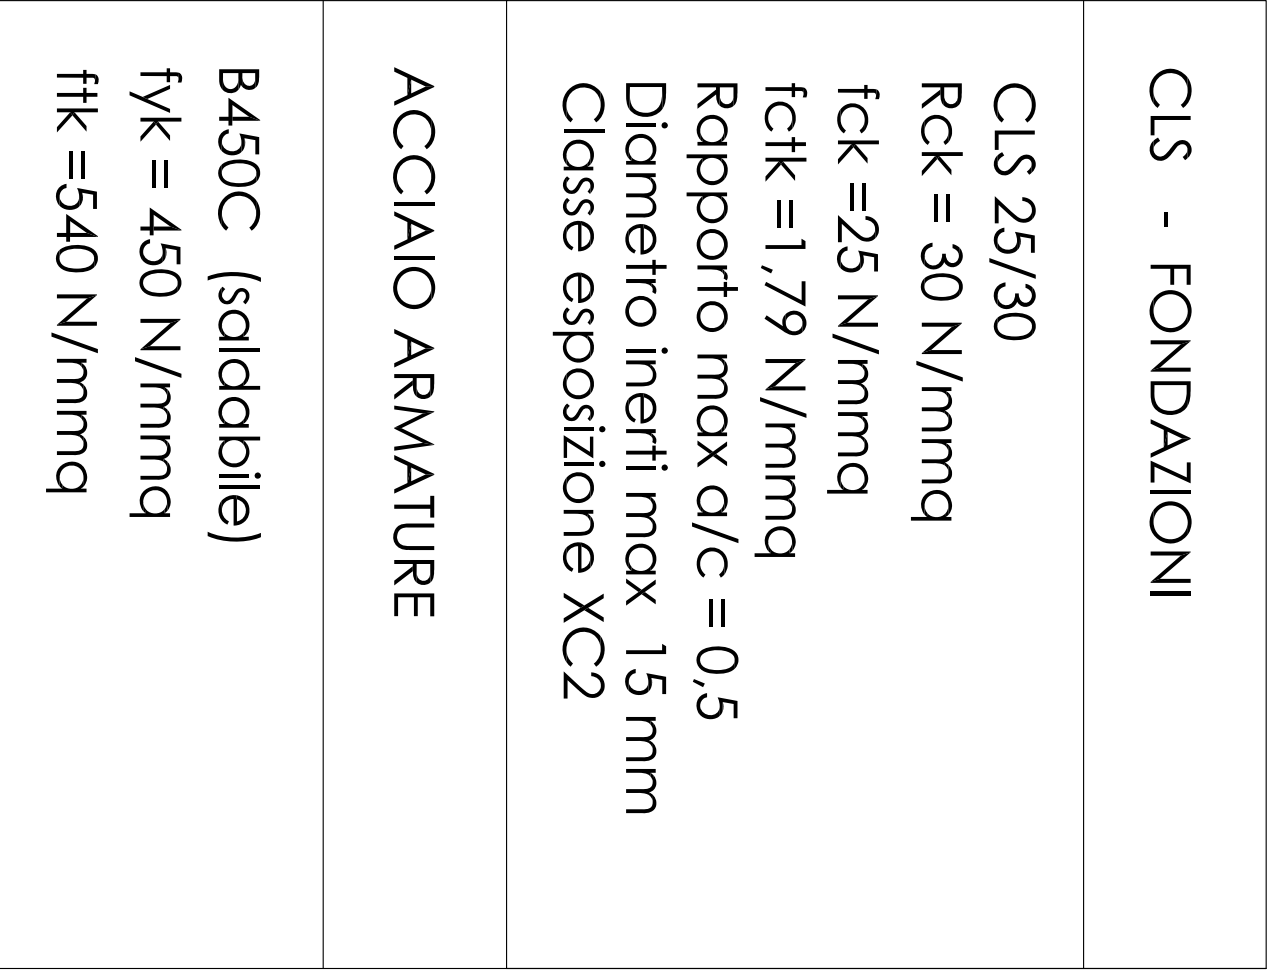 CLS - FONDAZIONI
CLS 25/30
Rck = 30 N/mmq
fck =25 N/mmq
fctk =1,79 N/mmq
Rapporto max a/c = 0,5
Diametro inerti max 15 mm
Classe esposizione XC2
ACCIAIO ARMATURE
B450C (saldabile)
fyk = 450 N/mmq
ftk =540 N/mmq